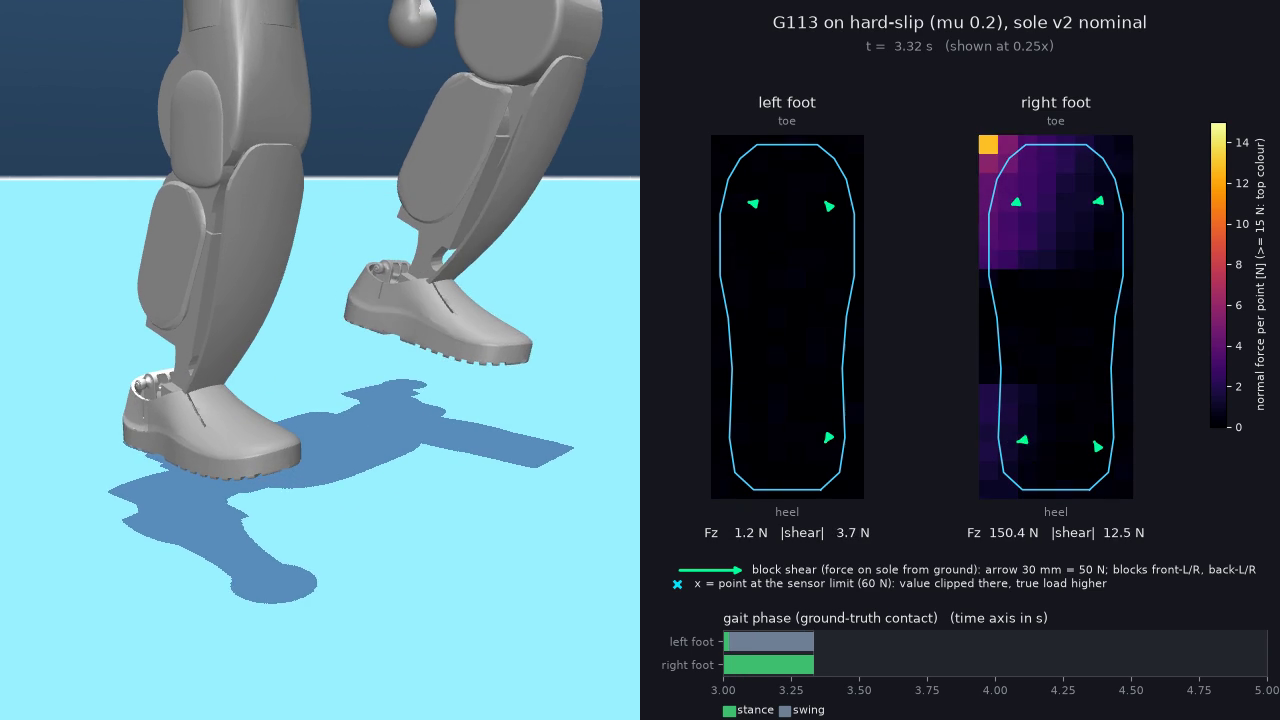 G113 on hard-slip (mu 0.2), sole v2 nominal
t = 3.32 s (shown at 0.25x)
left foot
right foot
toe
toe
14
12
10
8
6
4
2
0
normal force per point [N] (>= 15 N: top colour)
heel
heel
Fz 1.2 N |shear| 3.7 N
Fz 150.4 N |shear| 12.5 N
block shear (force on sole from ground): arrow 30 mm = 50 N; blocks front-L/R, back-L/R
x = point at the sensor limit (60 N): value clipped there, true load higher
gait phase (ground-truth contact) (time axis in s)
left foot
right foot
3.00 3.25 3.50 3.75 4.00 4.25 4.50 4.75 5.00
stance swing